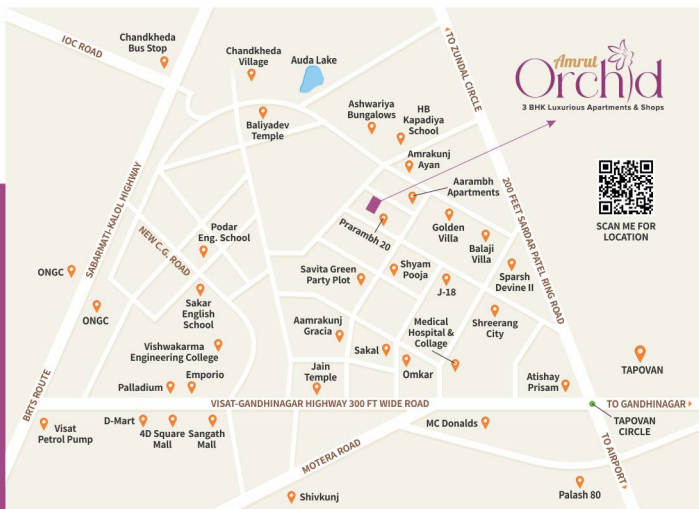 IOC ROAD
Chandkheda
Bus Stop
Chandkheda
Village
Auda Lake
TO ZUNDAL CIRCLE
Amrut
Orchid
3 BHK Luxurious Apartments & Shops
Baliyadev
Temple
Ashwariya
Bungalows
HB
Kapadiya
School
Amrakunj
Ayan
Aarambh
Apartments
SCAN ME FOR
LOCATION
SABARMATI-KALOL HIGHWAY
NEW C.G. ROAD
Podar
Eng. School
Prarambh 20
Golden
Villa
Balaji
Villa
200 FEET SARDAR PATEL RING ROAD
ONGC
ONGC
Sakar
English
School
Savita Green
Party Plot
Shyam
Pooja
J-18
Sparsh
Devine II
Vishwakarma
Engineering College
Aamrakunj
Gracia
Sakal
Medical
Hospital &
Collage
Shreerang
City
Palladium
Emporio
Jain
Temple
Omkar
Atishay
Prisam
TAPOVAN
BRTS ROUTE
VISAT-GANDHINAGAR HIGHWAY 300 FT WIDE ROAD
TO GANDHINAGAR
Visat
Petrol Pump
D-Mart
4D Square
Mall
Sangath
Mall
MC Donalds
TAPOVAN
CIRCLE
MOTERA ROAD
TO AIRPORT
Shivkunj
Palash 80